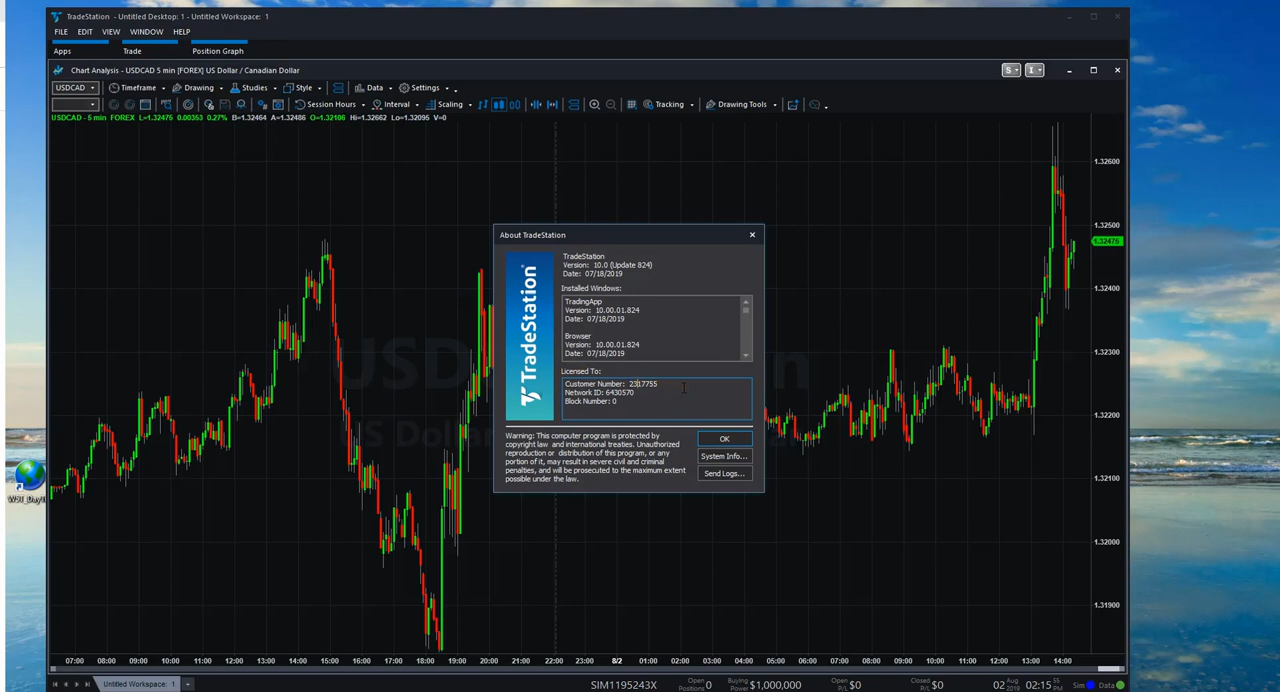 TradeStation - Untitled Desktop: 1 - Untitled Workspace: 1
FILE EDIT VIEW WINDOW HELP
Apps Trade Position Graph
Chart Analysis - USDCAD 5 min [FOREX] US Dollar / Canadian Dollar
S I
USDCAD Timeframe Drawing Studies Style Data Settings
Session Hours Interval Scaling Tracking Drawing Tools
USDCAD - 5 min FOREX L=1.32475 0.00353 0.27% B=1.32464 A=1.32486 O=1.32106 Hi=1.32662 Lo=1.32095 V=0
1.32600
1.32500
1.32475
1.32400
1.32300
1.32200
1.32100
1.32000
1.31900
About TradeStation
TradeStation
TradeStation
Version: 10.0 (Update 824)
Date: 07/18/2019
Installed Windows:
TradingApp
Version: 10.00.01.824
Date: 07/18/2019
Browser
Version: 10.00.01.824
Date: 07/18/2019
Licensed To:
Customer Number: 2317755
Network ID: 6430570
Block Number: 0
Warning: This computer program is protected by
copyright law and international treaties. Unauthorized
reproduction or distribution of this program, or any
portion of it, may result in severe civil and criminal
penalties, and will be prosecuted to the maximum extent
possible under the law.
OK
System Info...
Send Logs...
07:00 08:00 09:00 10:00 11:00 12:00 13:00 14:00 15:00 16:00 17:00 18:00 19:00 20:00 21:00 22:00 23:00 8/2 01:00 02:00 03:00 04:00 05:00 06:00 07:00 08:00 09:00 10:00 11:00 12:00 13:00 14:00
Untitled Workspace: 1 +
SIM1195243X Open Positions 0 Buying Power $1,000,000 Open P/L $0 Closed P/L $0 02 Aug 2019 02:15 55 PM Sim Data